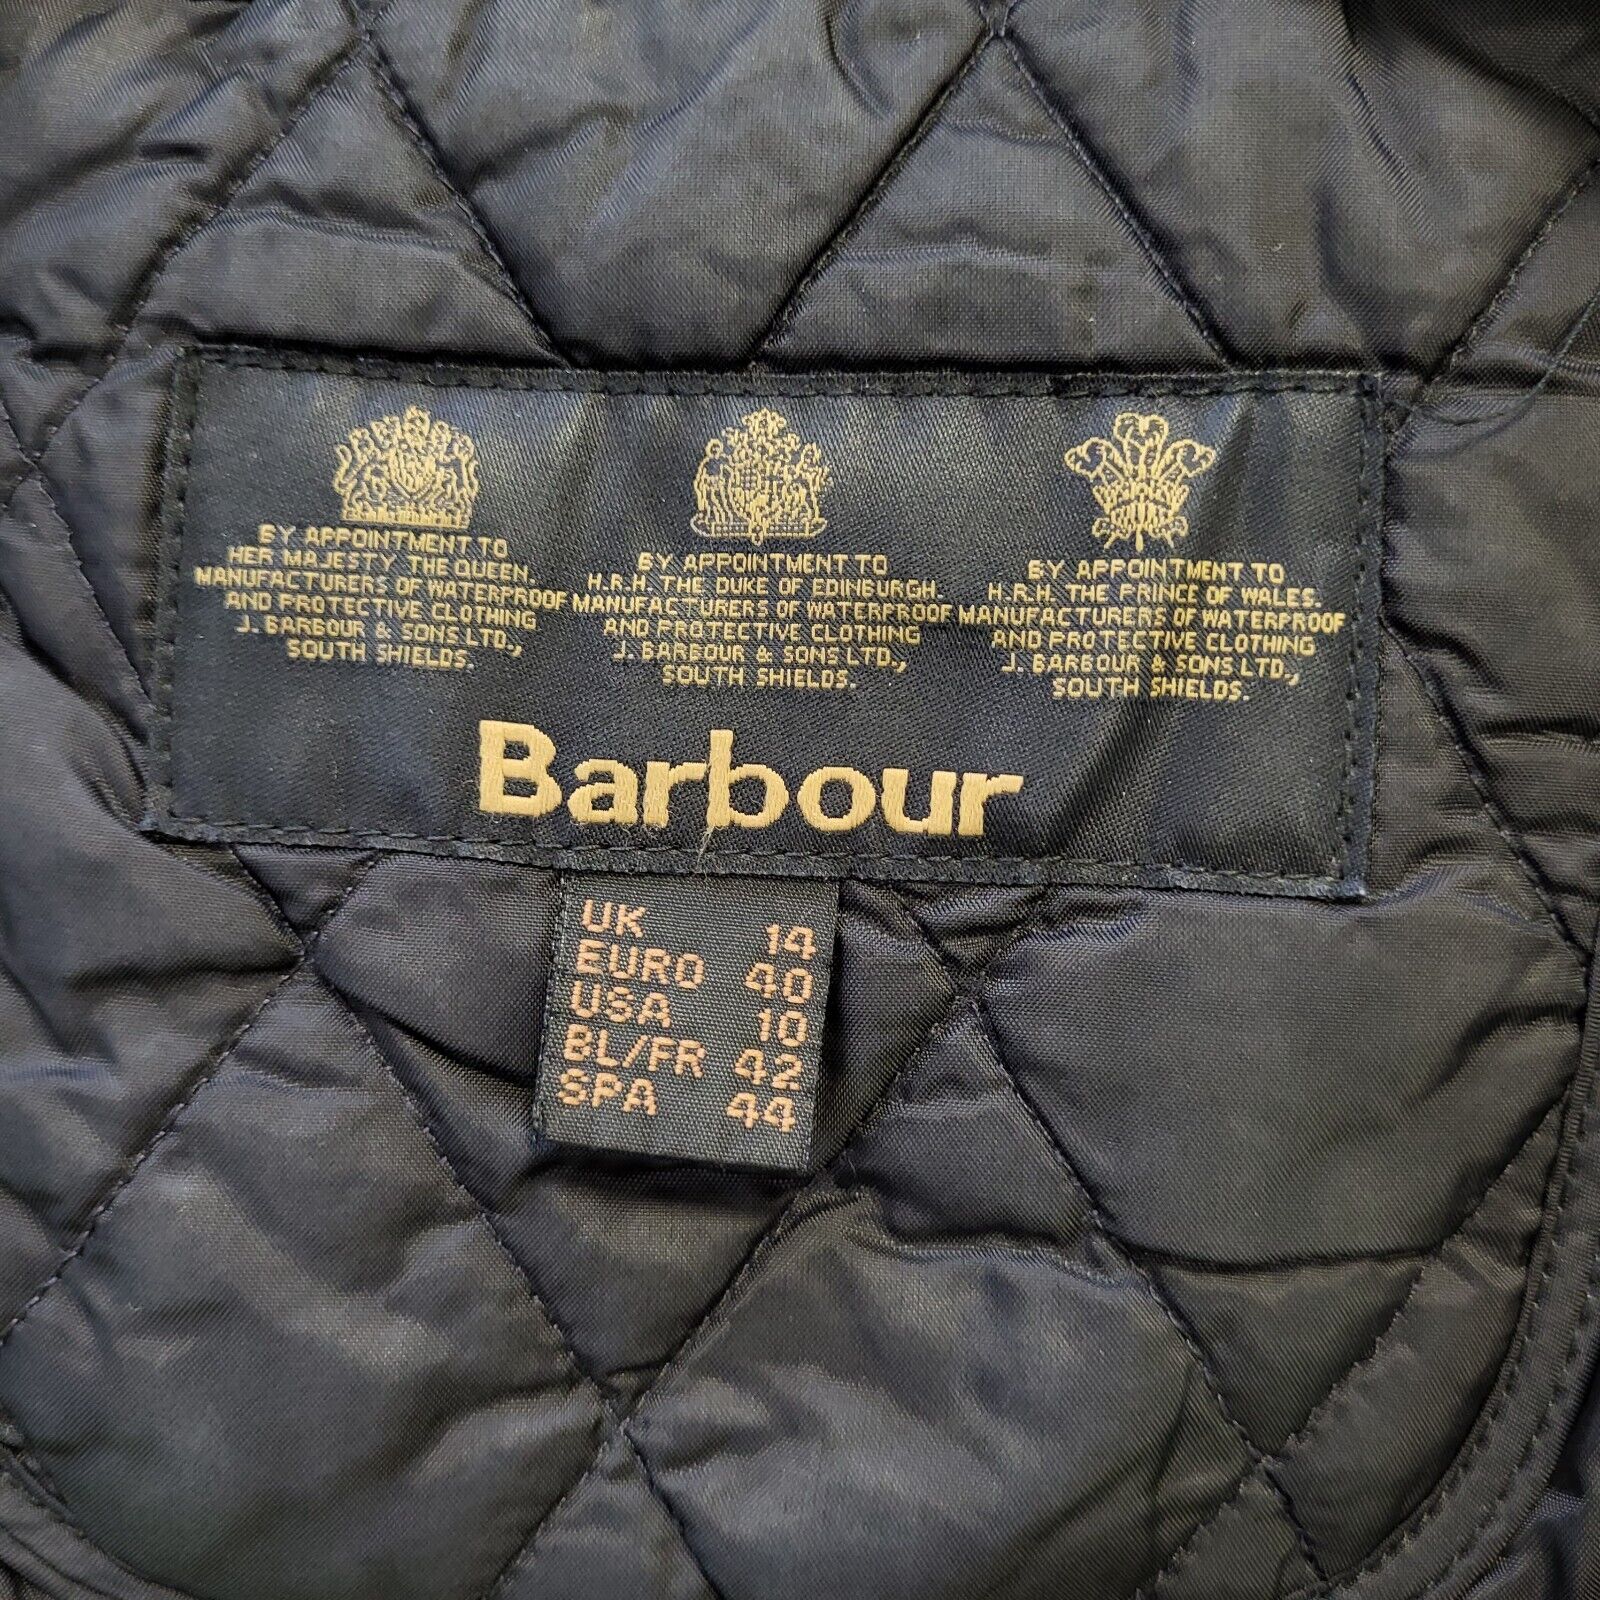 BY APPOINTMENT TO
HER MAJESTY THE QUEEN.
MANUFACTURERS OF WATERPROOF
AND PROTECTIVE CLOTHING
J. BARBOUR & SONS LTD.,
SOUTH SHIELDS.
BY APPOINTMENT TO
H.R.H. THE DUKE OF EDINBURGH.
MANUFACTURERS OF WATERPROOF
AND PROTECTIVE CLOTHING
J. BARBOUR & SONS LTD.,
SOUTH SHIELDS.
BY APPOINTMENT TO
H.R.H. THE PRINCE OF WALES.
MANUFACTURERS OF WATERPROOF
AND PROTECTIVE CLOTHING
J. BARBOUR & SONS LTD.,
SOUTH SHIELDS.
Barbour
UK 14
EURO 40
USA 10
BL/FR 42
SPA 44